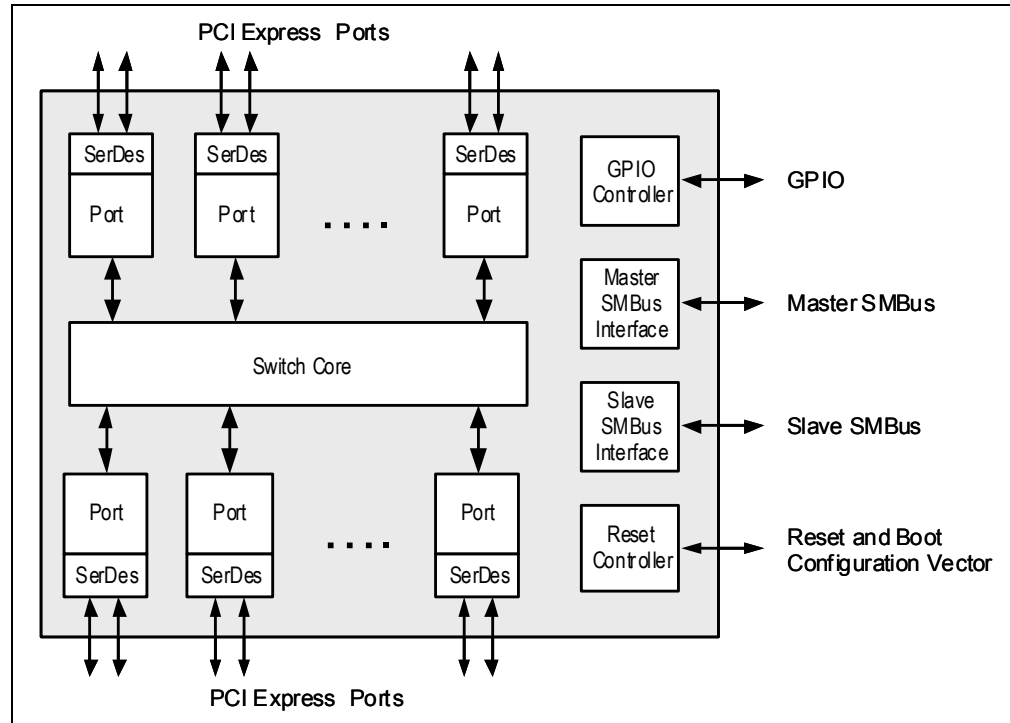 PCI Express Ports
SerDes
SerDes
SerDes
Port
Port
Port
. . . .
GPIO
Controller
GPIO
Master
SMBus
Interface
Master SMBus
Switch Core
Slave
SMBus
Interface
Slave SMBus
Port
Port
Port
. . . .
SerDes
SerDes
SerDes
Reset
Controller
Reset and Boot
Configuration Vector
PCI Express Ports